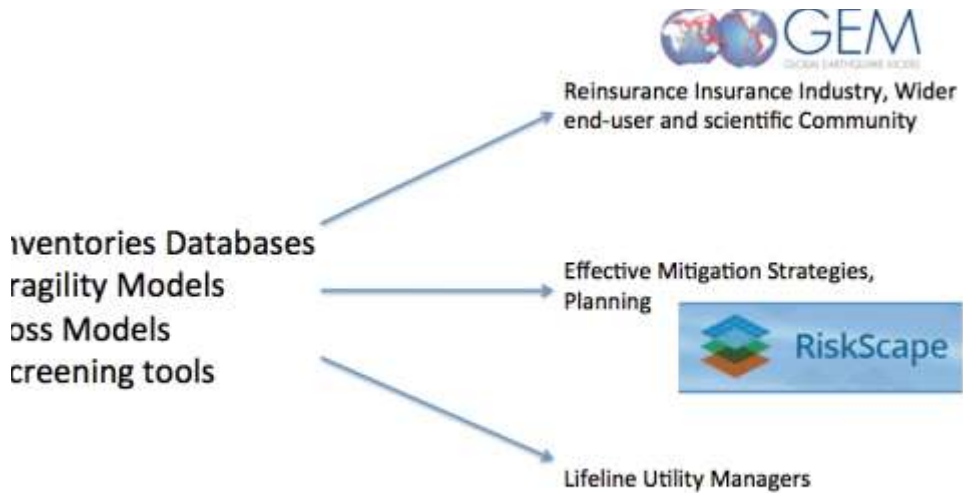 GEM
GLOBAL EARTHQUAKE MODEL
Reinsurance Insurance Industry, Wider
end-user and scientific Community
nventories Databases
ragility Models
oss Models
creening tools
Effective Mitigation Strategies,
Planning
RiskScape
Lifeline Utility Managers